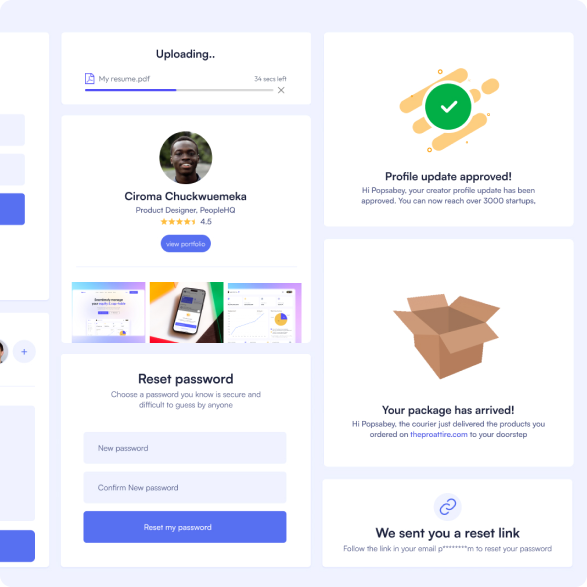 Uploading..
My resume.pdf
34 secs left
Ciroma Chuckwuemeka
Product Designer, PeopleHQ
4.5
view portfolio
Seamlessly manage
your equity & cap-table
Reset password
Choose a password you know is secure and
difficult to guess by anyone
New password
Confirm New password
Reset my password
Profile update approved!
Hi Popsabey, your creator profile update has been
approved. You can now reach over 3000 startups.
Your package has arrived!
Hi Popsabey, the courier just delivered the products you
ordered on theproattire.com to your doorstep
We sent you a reset link
Follow the link in your email p********m to reset your password